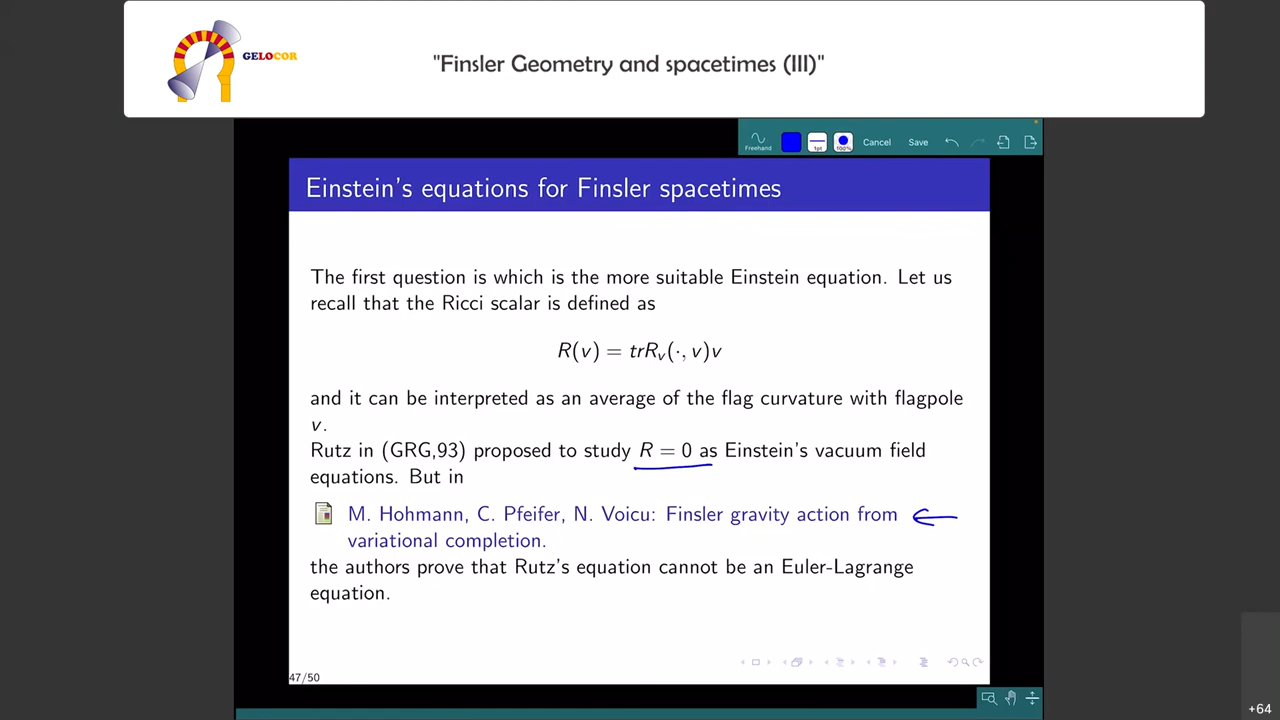 GELOCOR
"Finsler Geometry and spacetimes (III)"
Freehand
1pt
100%
Cancel
Save
Einstein's equations for Finsler spacetimes
The first question is which is the more suitable Einstein equation. Let us
recall that the Ricci scalar is defined as
R(v) = trR_v(·, v)v
and it can be interpreted as an average of the flag curvature with flagpole
v.
Rutz in (GRG,93) proposed to study R = 0 as Einstein's vacuum field
equations. But in
M. Hohmann, C. Pfeifer, N. Voicu: Finsler gravity action from
variational completion.
the authors prove that Rutz's equation cannot be an Euler-Lagrange
equation.
47/50
+64